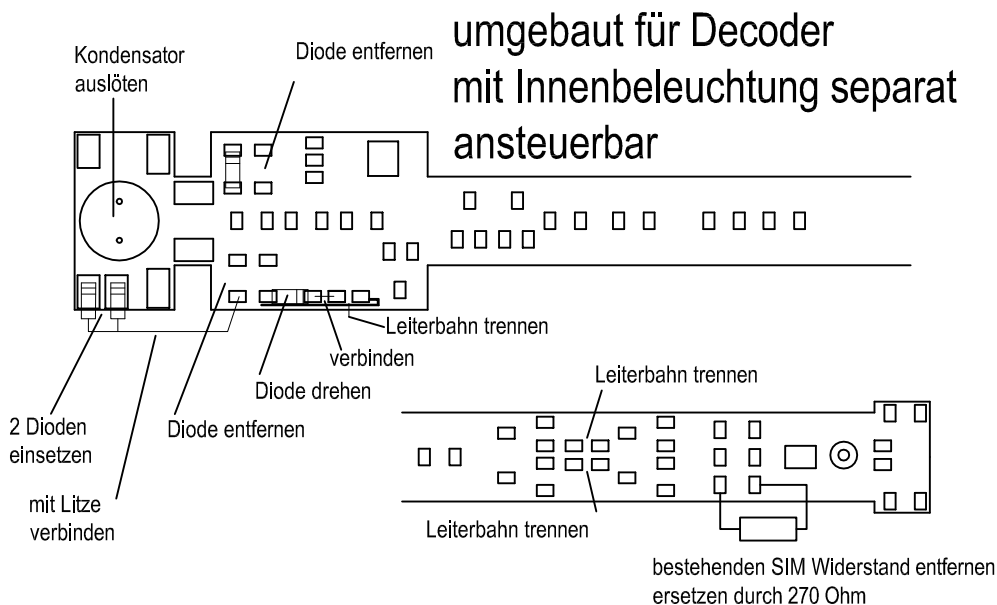 umgebaut für Decoder
mit Innenbeleuchtung separat
ansteuerbar
Kondensator
auslöten
Diode entfernen
Leiterbahn trennen
verbinden
Diode drehen
Diode entfernen
2 Dioden
einsetzen
mit Litze
verbinden
Leiterbahn trennen
Leiterbahn trennen
bestehenden SIM Widerstand entfernen
ersetzen durch 270 Ohm